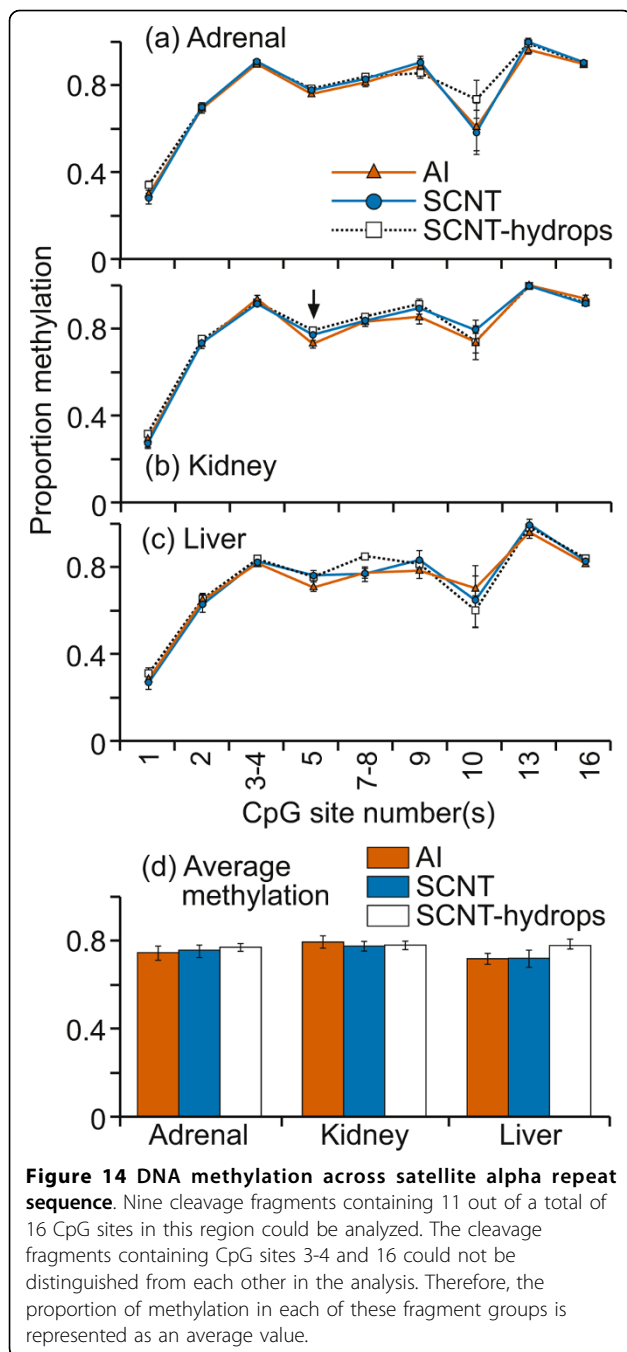 (a) Adrenal
0.8
0.4
0
AI
SCNT
SCNT-hydrops
Proportion methylation
0.8
0.4
0
(b) Kidney
(c) Liver
0.8
0.4
0
1 2 3-4 5 7-8 9 10 13 16
CpG site number(s)
(d) Average
methylation
AI
SCNT
SCNT-hydrops
0.8
0.4
0
Adrenal Kidney Liver
Figure 14 DNA methylation across satellite alpha repeat
sequence. Nine cleavage fragments containing 11 out of a total of
16 CpG sites in this region could be analyzed. The cleavage
fragments containing CpG sites 3-4 and 16 could not be
distinguished from each other in the analysis. Therefore, the
proportion of methylation in each of these fragment groups is
represented as an average value.